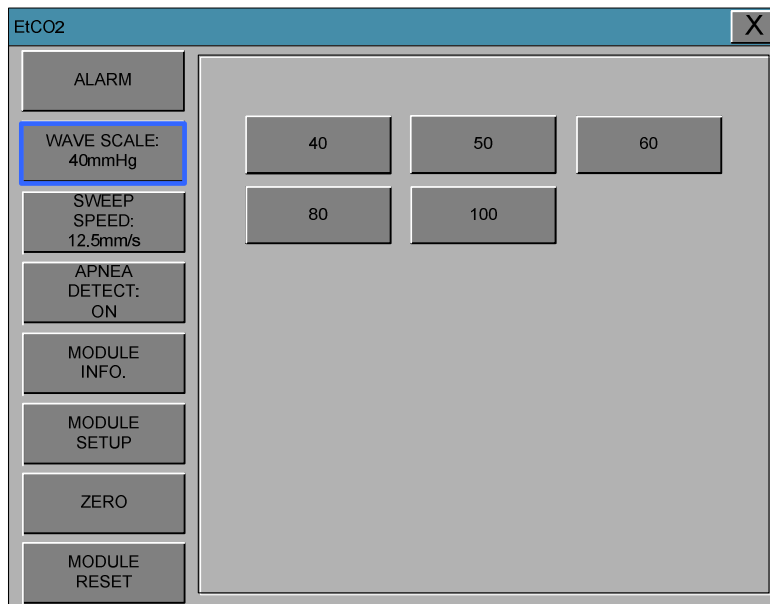 EtCO2
X
ALARM
WAVE SCALE:
40mmHg
SWEEP
SPEED:
12.5mm/s
APNEA
DETECT:
ON
MODULE
INFO.
MODULE
SETUP
ZERO
MODULE
RESET
40 50 60
80 100